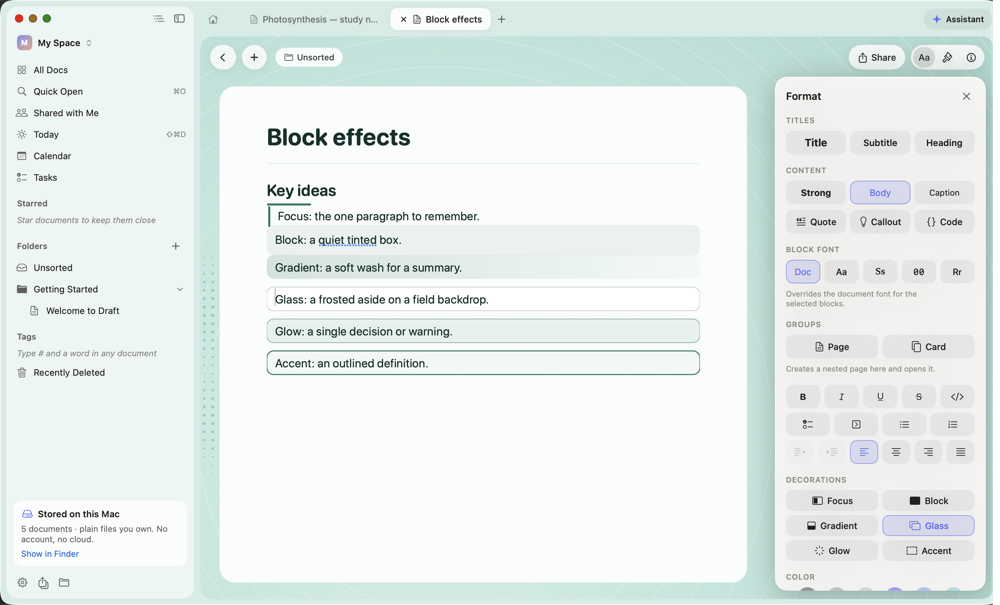 Photosynthesis — study n...
Block effects
Assistant
My Space
All Docs
Quick Open ⌘O
Shared with Me
Today ⇧⌘D
Calendar
Tasks
Starred
Star documents to keep them close
Folders
Unsorted
Getting Started
Welcome to Draft
Tags
Type # and a word in any document
Recently Deleted
Stored on this Mac
5 documents · plain files you own. No
account, no cloud.
Show in Finder
Unsorted
Share
Aa
Block effects
Key ideas
Focus: the one paragraph to remember.
Block: a quiet tinted box.
Gradient: a soft wash for a summary.
Glass: a frosted aside on a field backdrop.
Glow: a single decision or warning.
Accent: an outlined definition.
Format
TITLES
Title Subtitle Heading
CONTENT
Strong Body Caption
Quote Callout {} Code
BLOCK FONT
Doc Aa Ss 00 Rr
Overrides the document font for the
selected blocks.
GROUPS
Page Card
Creates a nested page here and opens it.
B I U S </>
DECORATIONS
Focus Block
Gradient Glass
Glow Accent
COLOR